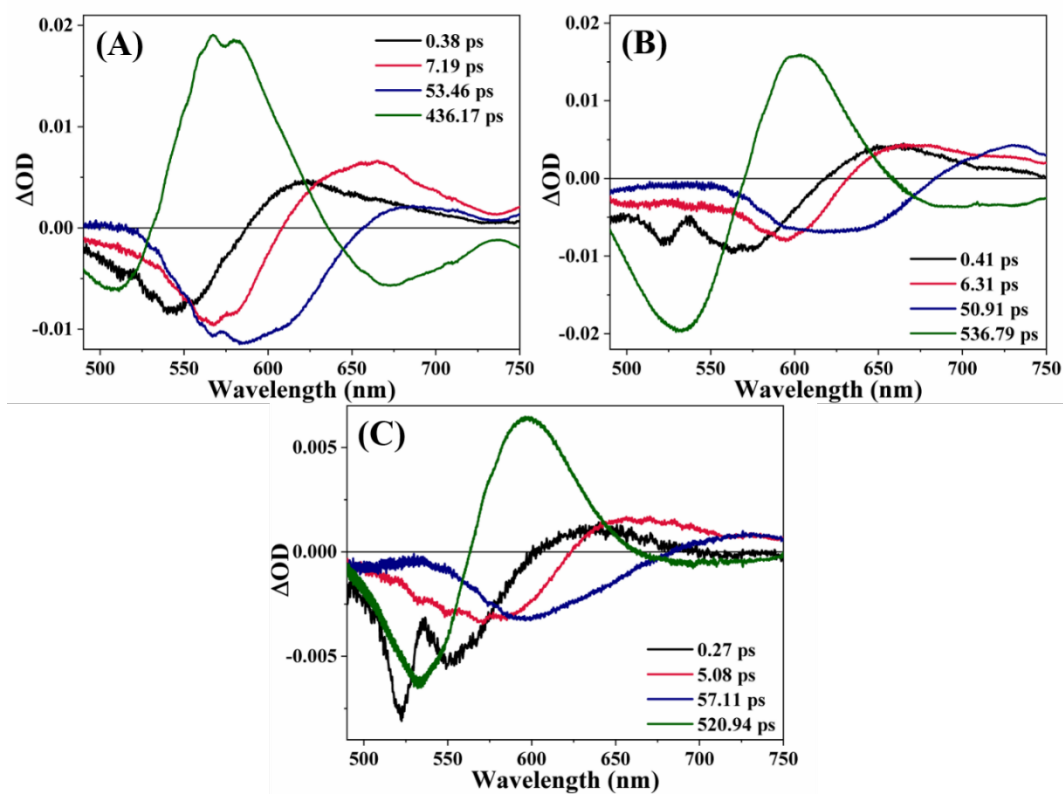 (A)
0.38 ps
7.19 ps
53.46 ps
436.17 ps
ΔOD
0.02
0.01
0.00
-0.01
500 550 600 650 700 750
Wavelength (nm)
(B)
0.41 ps
6.31 ps
50.91 ps
536.79 ps
ΔOD
0.02
0.01
0.00
-0.01
-0.02
500 550 600 650 700 750
Wavelength (nm)
(C)
0.27 ps
5.08 ps
57.11 ps
520.94 ps
ΔOD
0.005
0.000
-0.005
500 550 600 650 700 750
Wavelength (nm)